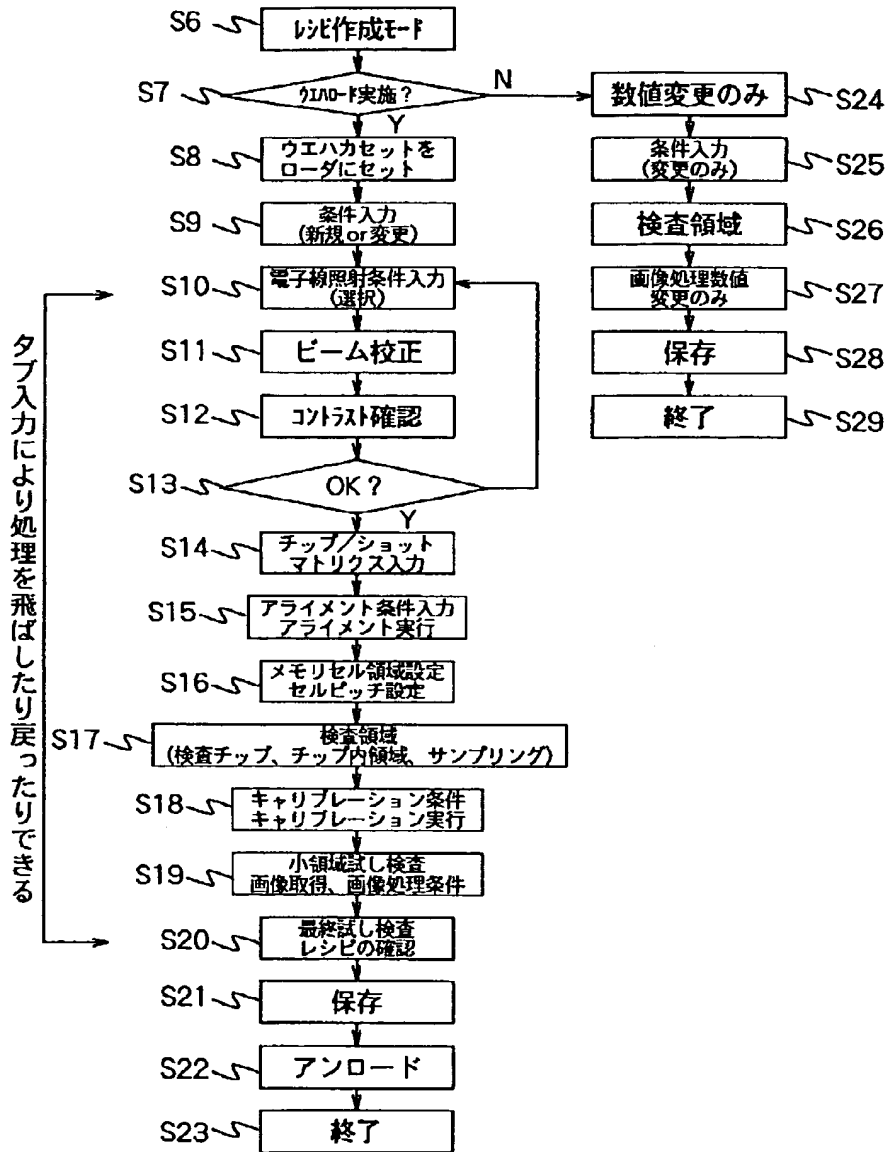 S6
レシピ作成モード
S7
ウエハロード実施？
N
Y
S8
ウエハカセットを
ローダにセット
S9
条件入力
(新規or変更)
S10
電子線照射条件入力
(選択)
S11
ビーム校正
S12
コントラスト確認
S13
OK？
Y
S14
チップ／ショット
マトリクス入力
S15
アライメント条件入力
アライメント実行
S16
メモリセル領域設定
セルピッチ設定
S17
検査領域
(検査チップ、チップ内領域、サンプリング)
S18
キャリブレーション条件
キャリブレーション実行
S19
小領域試し検査
画像取得、画像処理条件
S20
最終試し検査
レシピの確認
S21
保存
S22
アンロード
S23
終了
数値変更のみ
S24
条件入力
(変更のみ)
S25
検査領域
S26
画像処理数値
変更のみ
S27
保存
S28
終了
S29
タブ入力により処理を飛ばしたり戻ったりできる